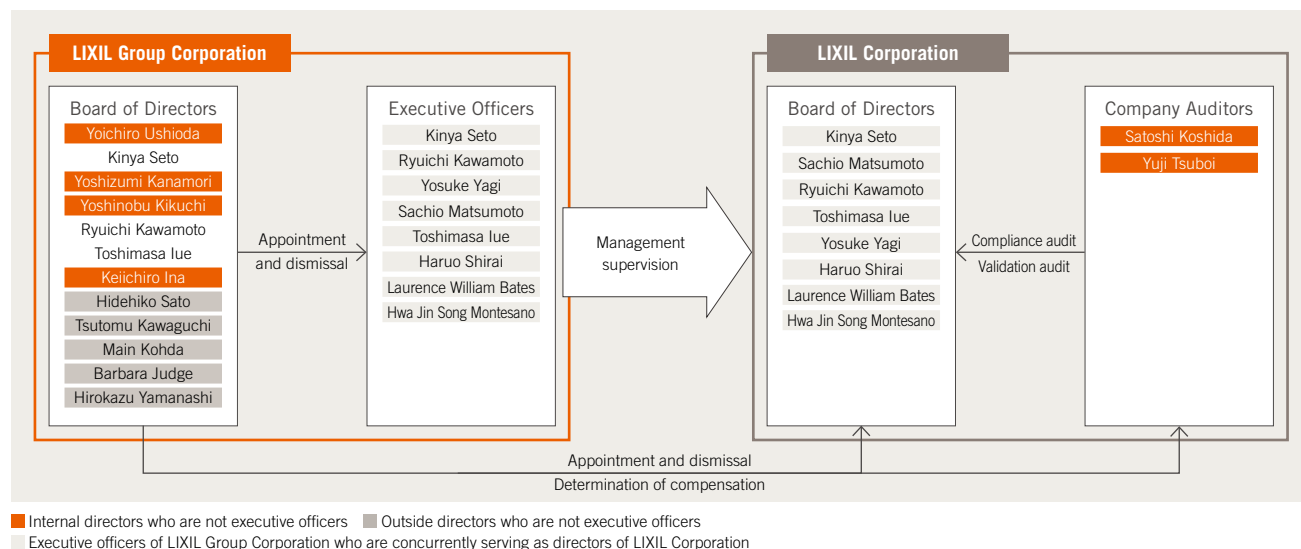 LIXIL Group Corporation
Board of Directors
Yoichiro Ushioda
Kinya Seto
Yoshizumi Kanamori
Yoshinobu Kikuchi
Ryuichi Kawamoto
Toshimasa Iue
Keiichiro Ina
Hidehiko Sato
Tsutomu Kawaguchi
Main Kohda
Barbara Judge
Hirokazu Yamanashi
Appointment
and dismissal
Executive Officers
Kinya Seto
Ryuichi Kawamoto
Yosuke Yagi
Sachio Matsumoto
Toshimasa Iue
Haruo Shirai
Laurence William Bates
Hwa Jin Song Montesano
Management
supervision
LIXIL Corporation
Board of Directors
Kinya Seto
Sachio Matsumoto
Ryuichi Kawamoto
Toshimasa Iue
Yosuke Yagi
Haruo Shirai
Laurence William Bates
Hwa Jin Song Montesano
Compliance audit
Validation audit
Company Auditors
Satoshi Koshida
Yuji Tsuboi
Appointment and dismissal
Determination of compensation
Internal directors who are not executive officers
Outside directors who are not executive officers
Executive officers of LIXIL Group Corporation who are concurrently serving as directors of LIXIL Corporation